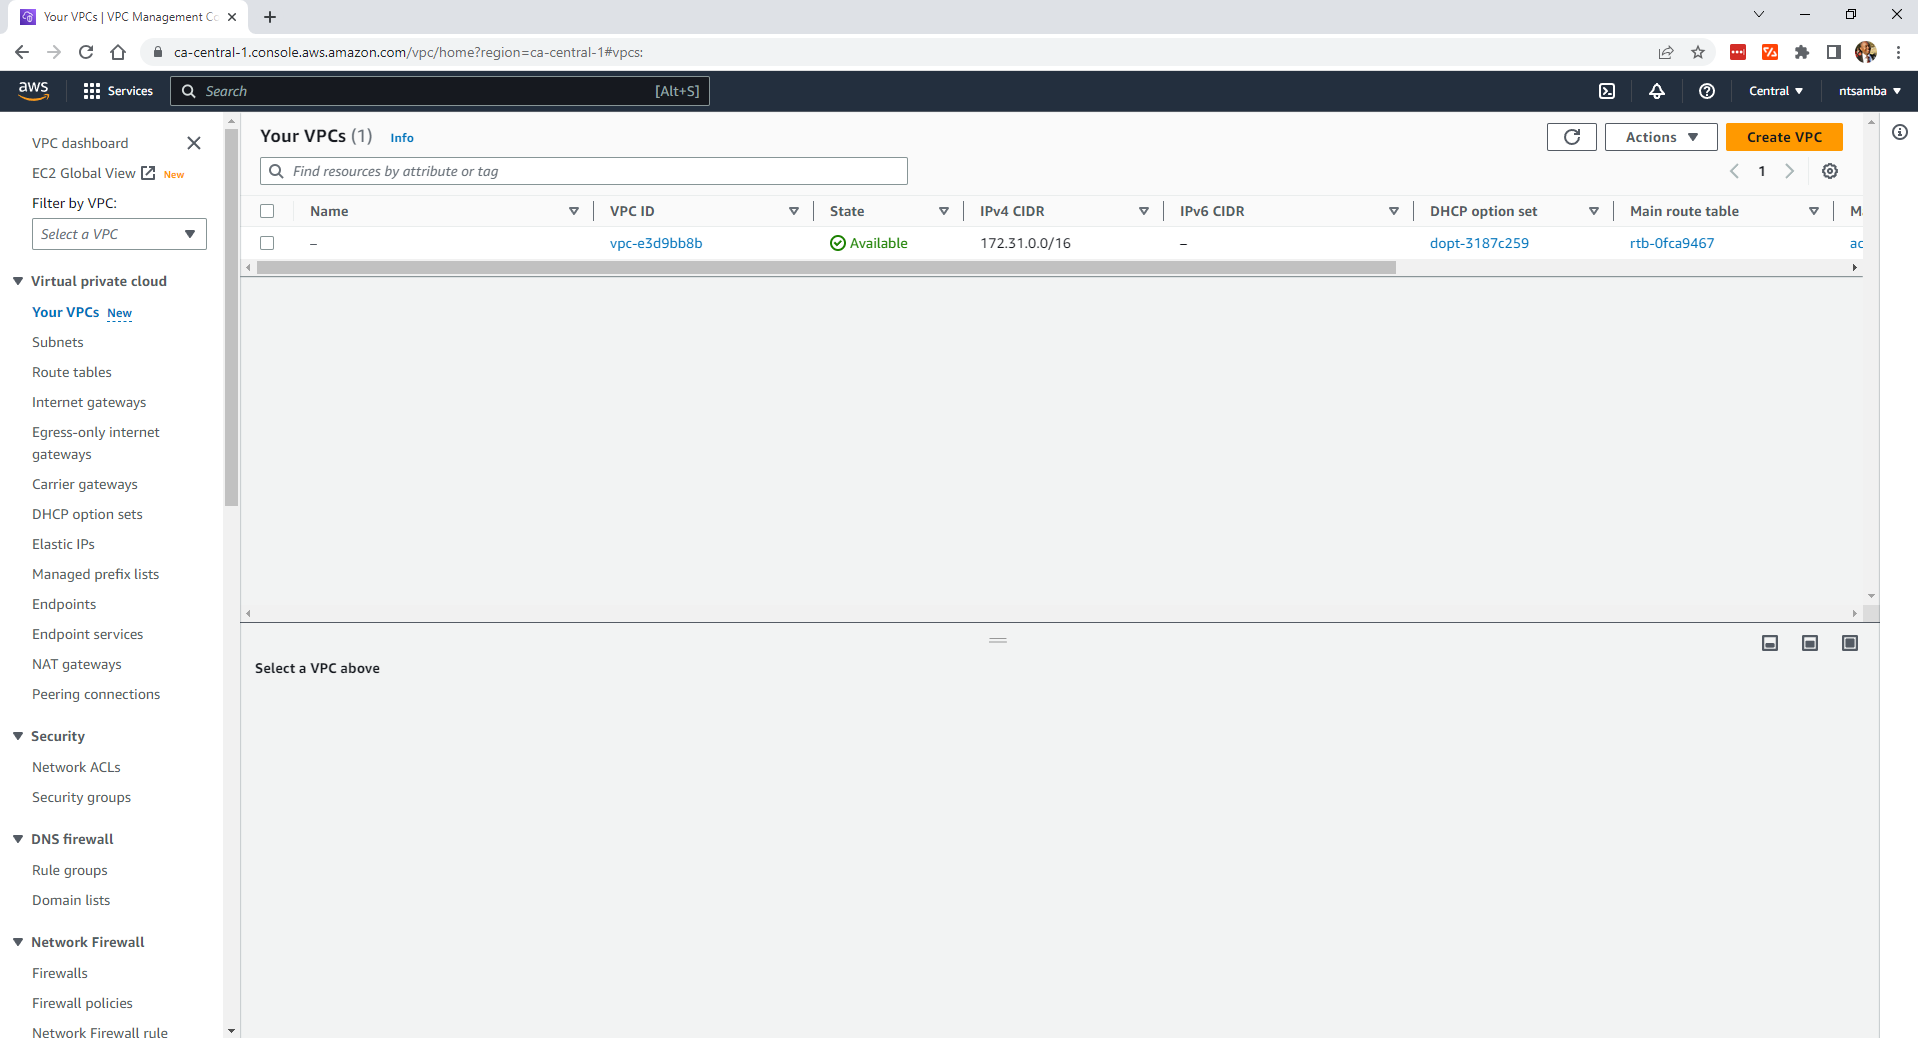 Your VPCs | VPC Management Co
ca-central-1.console.aws.amazon.com/vpc/home?region=ca-central-1#vpcs:
aws
Services
Search
[Alt+S]
Central
ntsamba
VPC dashboard
EC2 Global View
New
Filter by VPC:
Select a VPC
Virtual private cloud
Your VPCs New
Subnets
Route tables
Internet gateways
Egress-only internet
gateways
Carrier gateways
DHCP option sets
Elastic IPs
Managed prefix lists
Endpoints
Endpoint services
NAT gateways
Peering connections
Security
Network ACLs
Security groups
DNS firewall
Rule groups
Domain lists
Network Firewall
Firewalls
Firewall policies
Network Firewall rule
Your VPCs (1) Info
Actions
Create VPC
Find resources by attribute or tag
1
Name VPC ID State IPv4 CIDR IPv6 CIDR DHCP option set Main route table M
– vpc-e3d9bb8b Available 172.31.0.0/16 – dopt-3187c259 rtb-0fca9467 ac
Select a VPC above